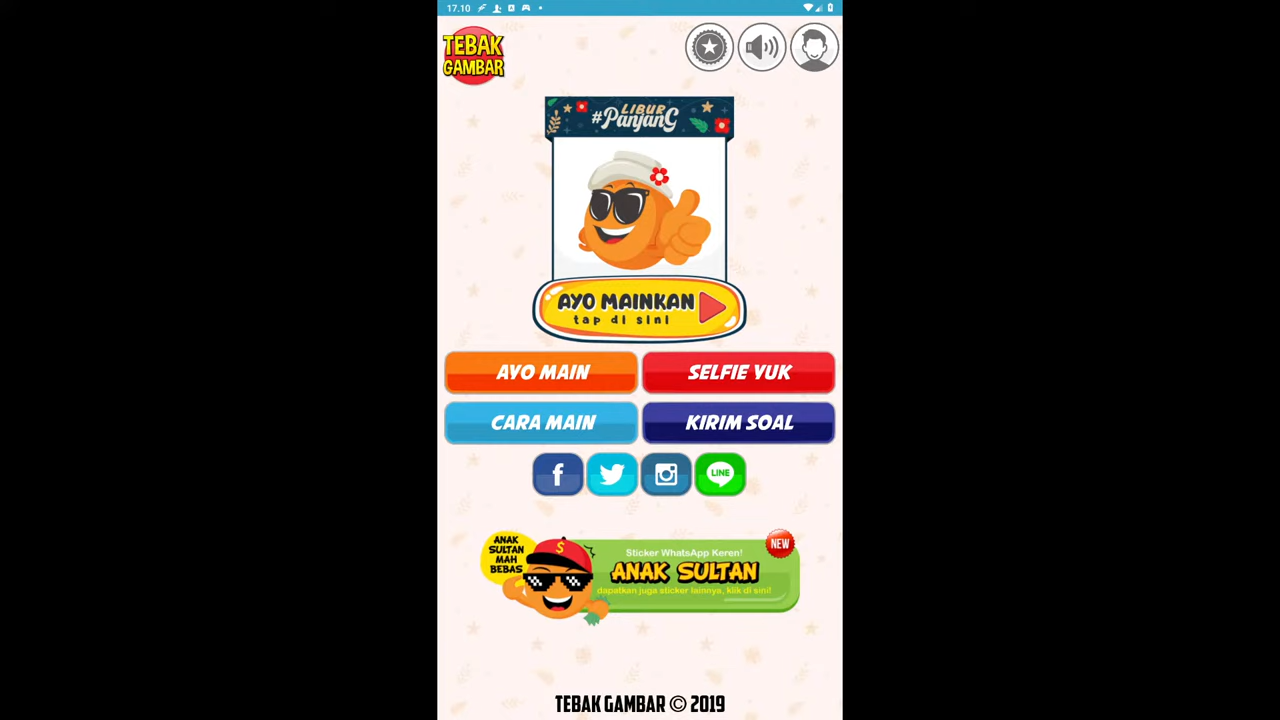 17.10
TEBAK
GAMBAR
LIBUR
#PanjanG
AYO MAINKAN
tap di sini
AYO MAIN
SELFIE YUK
CARA MAIN
KIRIM SOAL
f
LINE
ANAK
SULTAN
MAH
BEBAS
$
Sticker WhatsApp Keren!
NEW
ANAK SULTAN
dapatkan juga sticker lainnya, klik di sini!
TEBAK GAMBAR © 2019